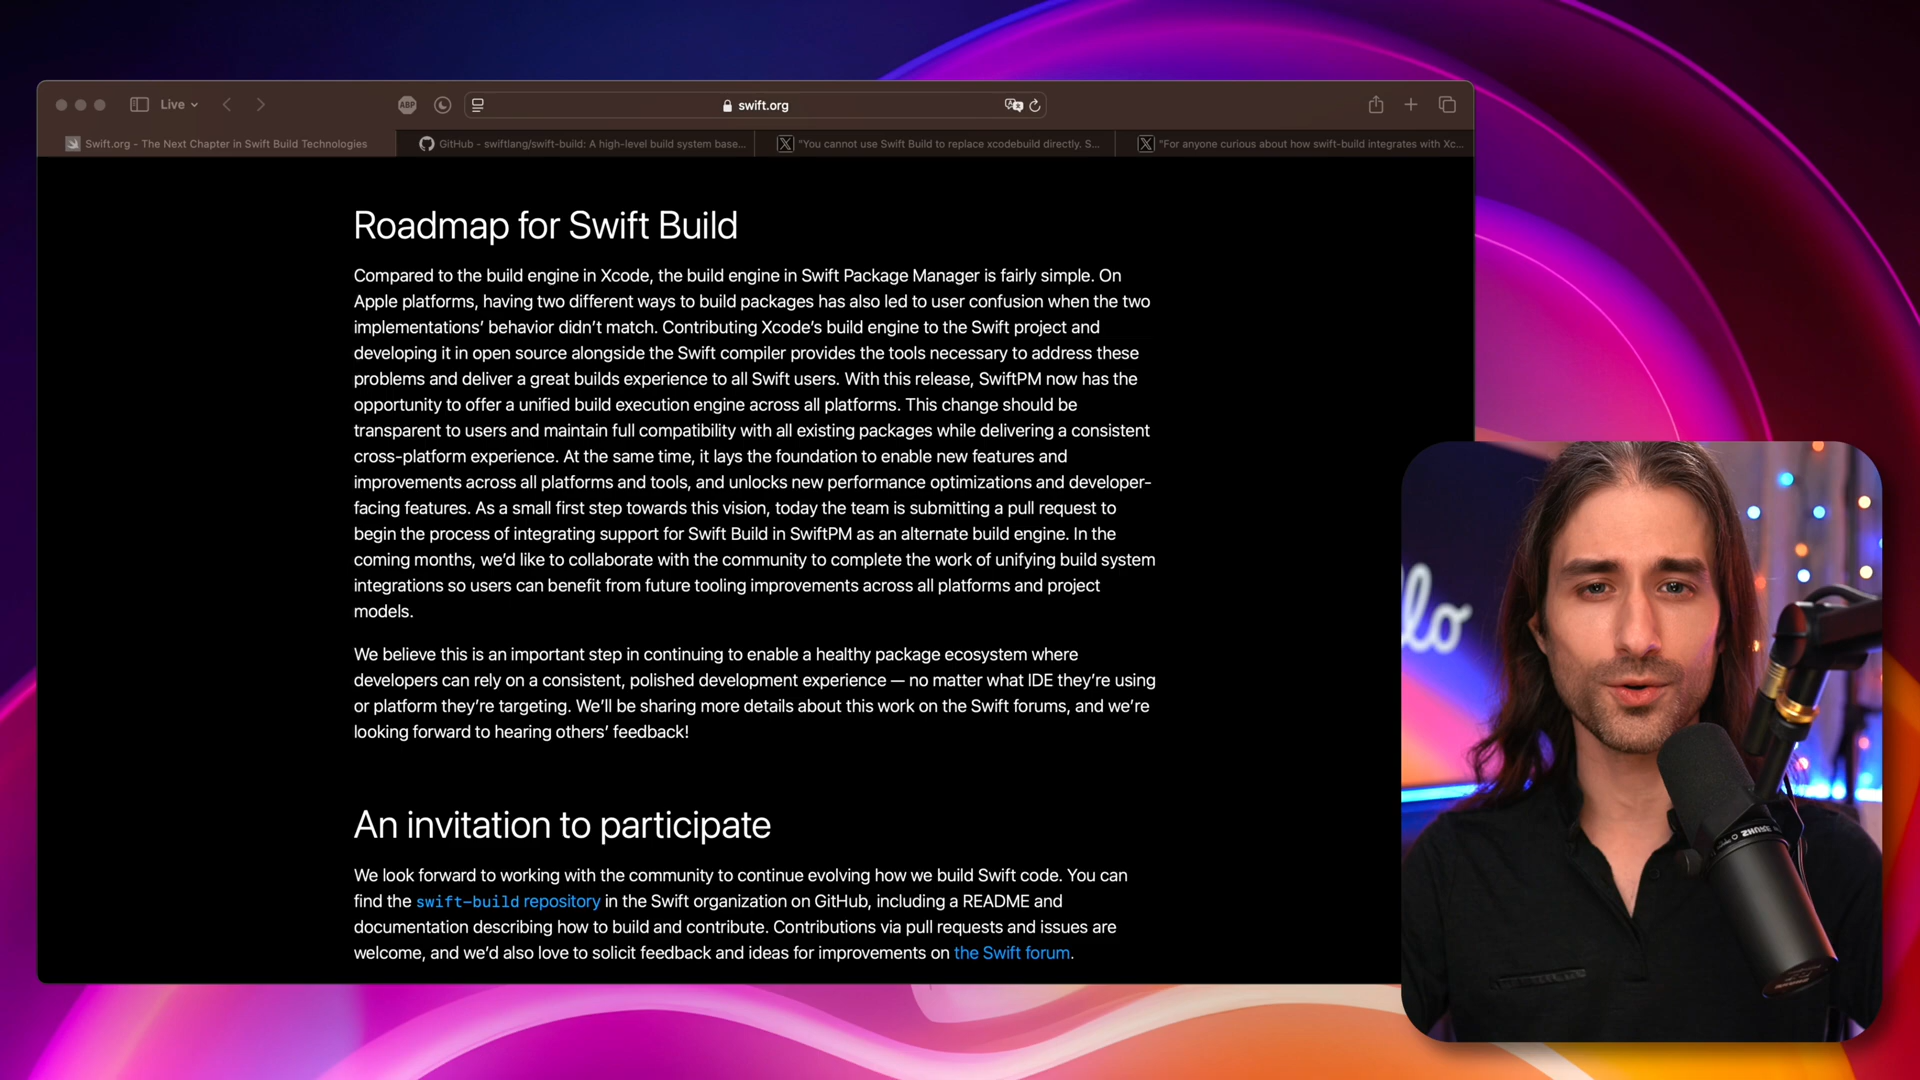 Live
ABP
swift.org
Swift.org - The Next Chapter in Swift Build Technologies
GitHub - swiftlang/swift-build: A high-level build system base...
"You cannot use Swift Build to replace xcodebuild directly. S...
"For anyone curious about how swift-build integrates with Xc...
Roadmap for Swift Build
Compared to the build engine in Xcode, the build engine in Swift Package Manager is fairly simple. On
Apple platforms, having two different ways to build packages has also led to user confusion when the two
implementations’ behavior didn’t match. Contributing Xcode’s build engine to the Swift project and
developing it in open source alongside the Swift compiler provides the tools necessary to address these
problems and deliver a great builds experience to all Swift users. With this release, SwiftPM now has the
opportunity to offer a unified build execution engine across all platforms. This change should be
transparent to users and maintain full compatibility with all existing packages while delivering a consistent
cross-platform experience. At the same time, it lays the foundation to enable new features and
improvements across all platforms and tools, and unlocks new performance optimizations and developer-
facing features. As a small first step towards this vision, today the team is submitting a pull request to
begin the process of integrating support for Swift Build in SwiftPM as an alternate build engine. In the
coming months, we’d like to collaborate with the community to complete the work of unifying build system
integrations so users can benefit from future tooling improvements across all platforms and project
models.
We believe this is an important step in continuing to enable a healthy package ecosystem where
developers can rely on a consistent, polished development experience — no matter what IDE they’re using
or platform they’re targeting. We’ll be sharing more details about this work on the Swift forums, and we’re
looking forward to hearing others’ feedback!
An invitation to participate
We look forward to working with the community to continue evolving how we build Swift code. You can
find the swift-build repository in the Swift organization on GitHub, including a README and
documentation describing how to build and contribute. Contributions via pull requests and issues are
welcome, and we’d also love to solicit feedback and ideas for improvements on the Swift forum.
SHURE